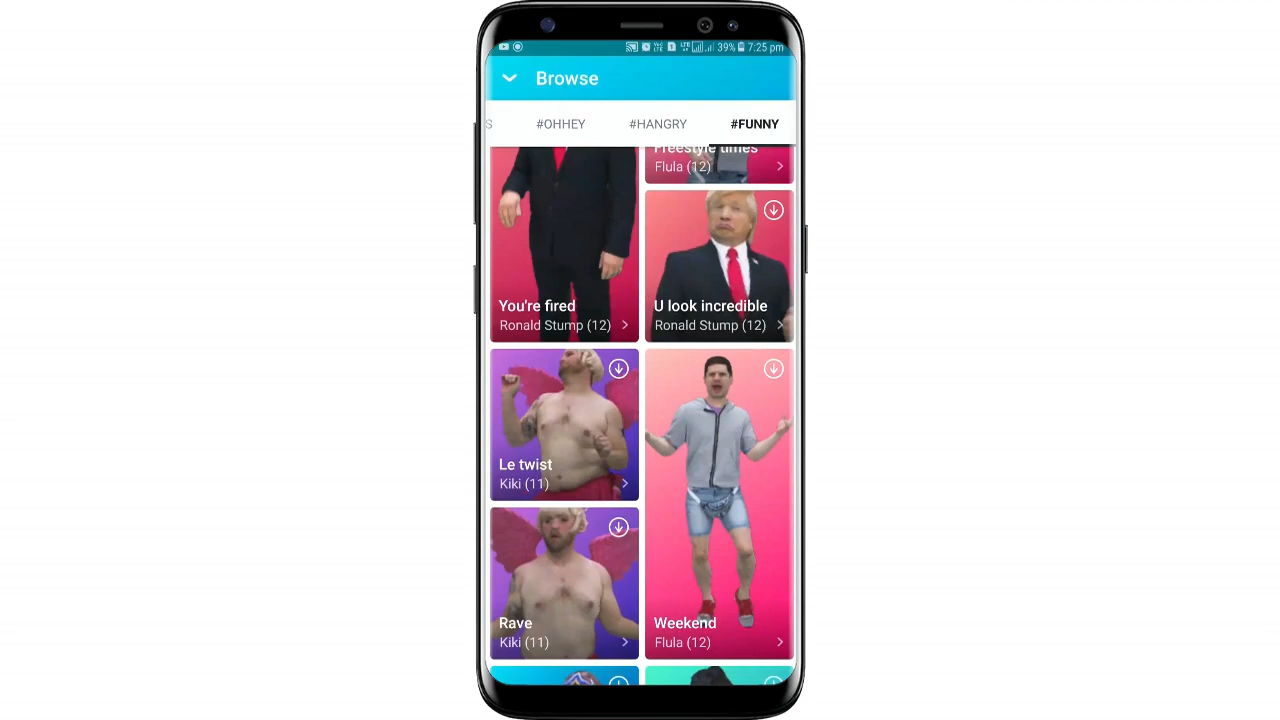 39% 7:25 pm
Browse
S #OHHEY #HANGRY #FUNNY
Freestyle times
Flula (12)
You're fired
Ronald Stump (12)
U look incredible
Ronald Stump (12)
Le twist
Kiki (11)
Rave
Kiki (11)
Weekend
Flula (12)